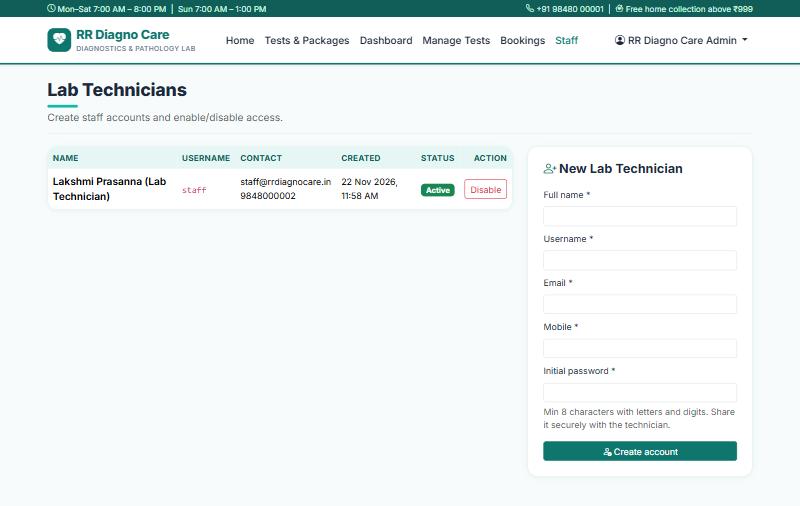 Mon–Sat 7:00 AM – 8:00 PM | Sun 7:00 AM – 1:00 PM
+91 98480 00001 | Free home collection above ₹999
RR Diagno Care
DIAGNOSTICS & PATHOLOGY LAB
Home Tests & Packages Dashboard Manage Tests Bookings Staff
RR Diagno Care Admin
Lab Technicians
Create staff accounts and enable/disable access.
NAME USERNAME CONTACT CREATED STATUS ACTION
Lakshmi Prasanna (Lab Technician)
staff
staff@rrdiagnocare.in
9848000002
22 Nov 2026,
11:58 AM
Active
Disable
New Lab Technician
Full name *
Username *
Email *
Mobile *
Initial password *
Min 8 characters with letters and digits. Share
it securely with the technician.
Create account